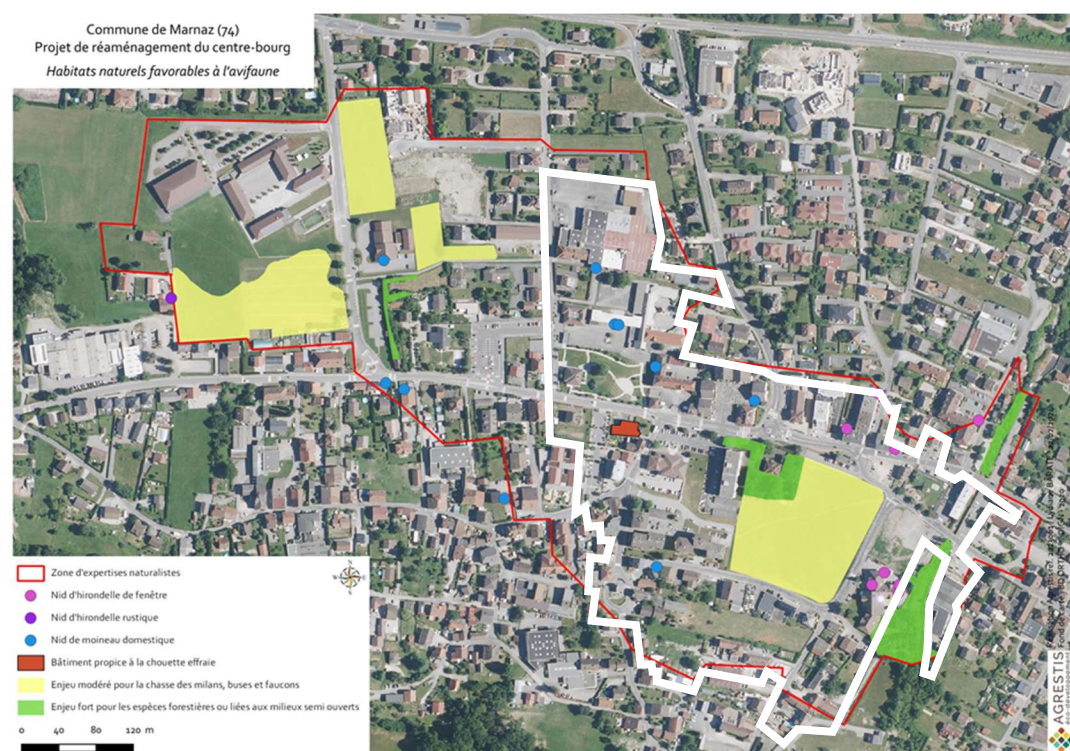 Commune de Marnaz (74)
Projet de réaménagement du centre-bourg
Habitats naturels favorables à l'avifaune
Zone d'expertises naturalistes
Nid d'hirondelle de fenêtre
Nid d'hirondelle rustique
Nid de moineau domestique
Bâtiment propice à la chouette effraie
Enjeu modéré pour la chasse des milans, buses et faucons
Enjeu fort pour les espèces forestières ou liées aux milieux semi ouverts
0 40 80 120 m
AGRESTIS
éco-développement